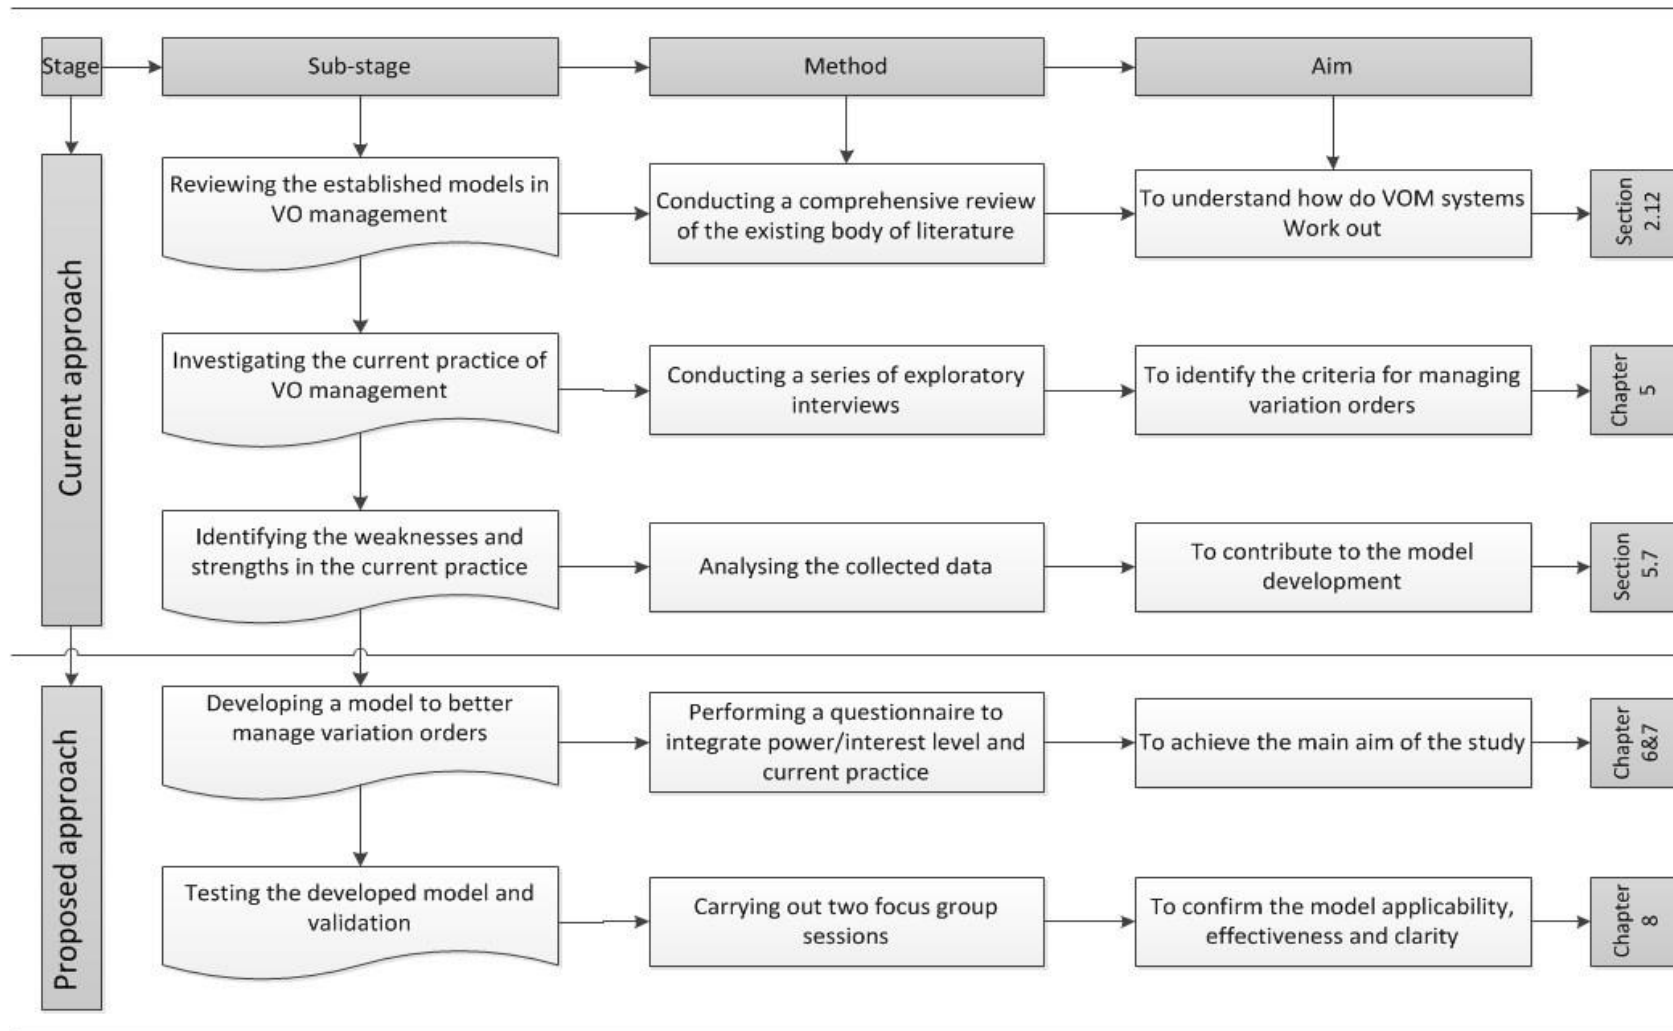 Stage
Sub-stage
Method
Aim
Current approach
Reviewing the established models in
VO management
Conducting a comprehensive review
of the existing body of literature
To understand how do VOM systems
Work out
Section
2.12
Investigating the current practice of
VO management
Conducting a series of exploratory
interviews
To identify the criteria for managing
variation orders
Chapter
5
Identifying the weaknesses and
strengths in the current practice
Analysing the collected data
To contribute to the model
development
Section
5.7
Proposed approach
Developing a model to better
manage variation orders
Performing a questionnaire to
integrate power/interest level and
current practice
To achieve the main aim of the study
Chapter
6&7
Testing the developed model and
validation
Carrying out two focus group
sessions
To confirm the model applicability,
effectiveness and clarity
Chapter
8